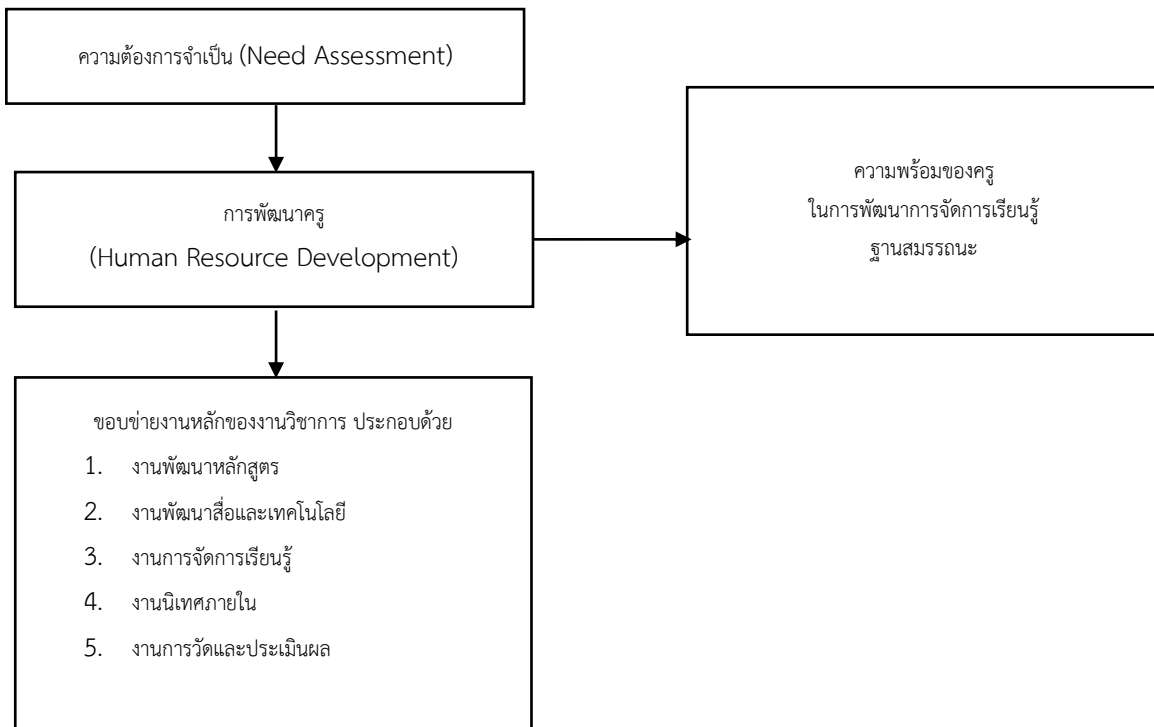 ความต้องการจำเป็น (Need Assessment)
การพัฒนาครู
(Human Resource Development)
ความพร้อมของครู
ในการพัฒนาการจัดการเรียนรู้
ฐานสมรรถนะ
ขอบข่ายงานหลักของงานวิชาการ ประกอบด้วย
1. งานพัฒนาหลักสูตร
2. งานพัฒนาสื่อและเทคโนโลยี
3. งานการจัดการเรียนรู้
4. งานนิเทศภายใน
5. งานการวัดและประเมินผล